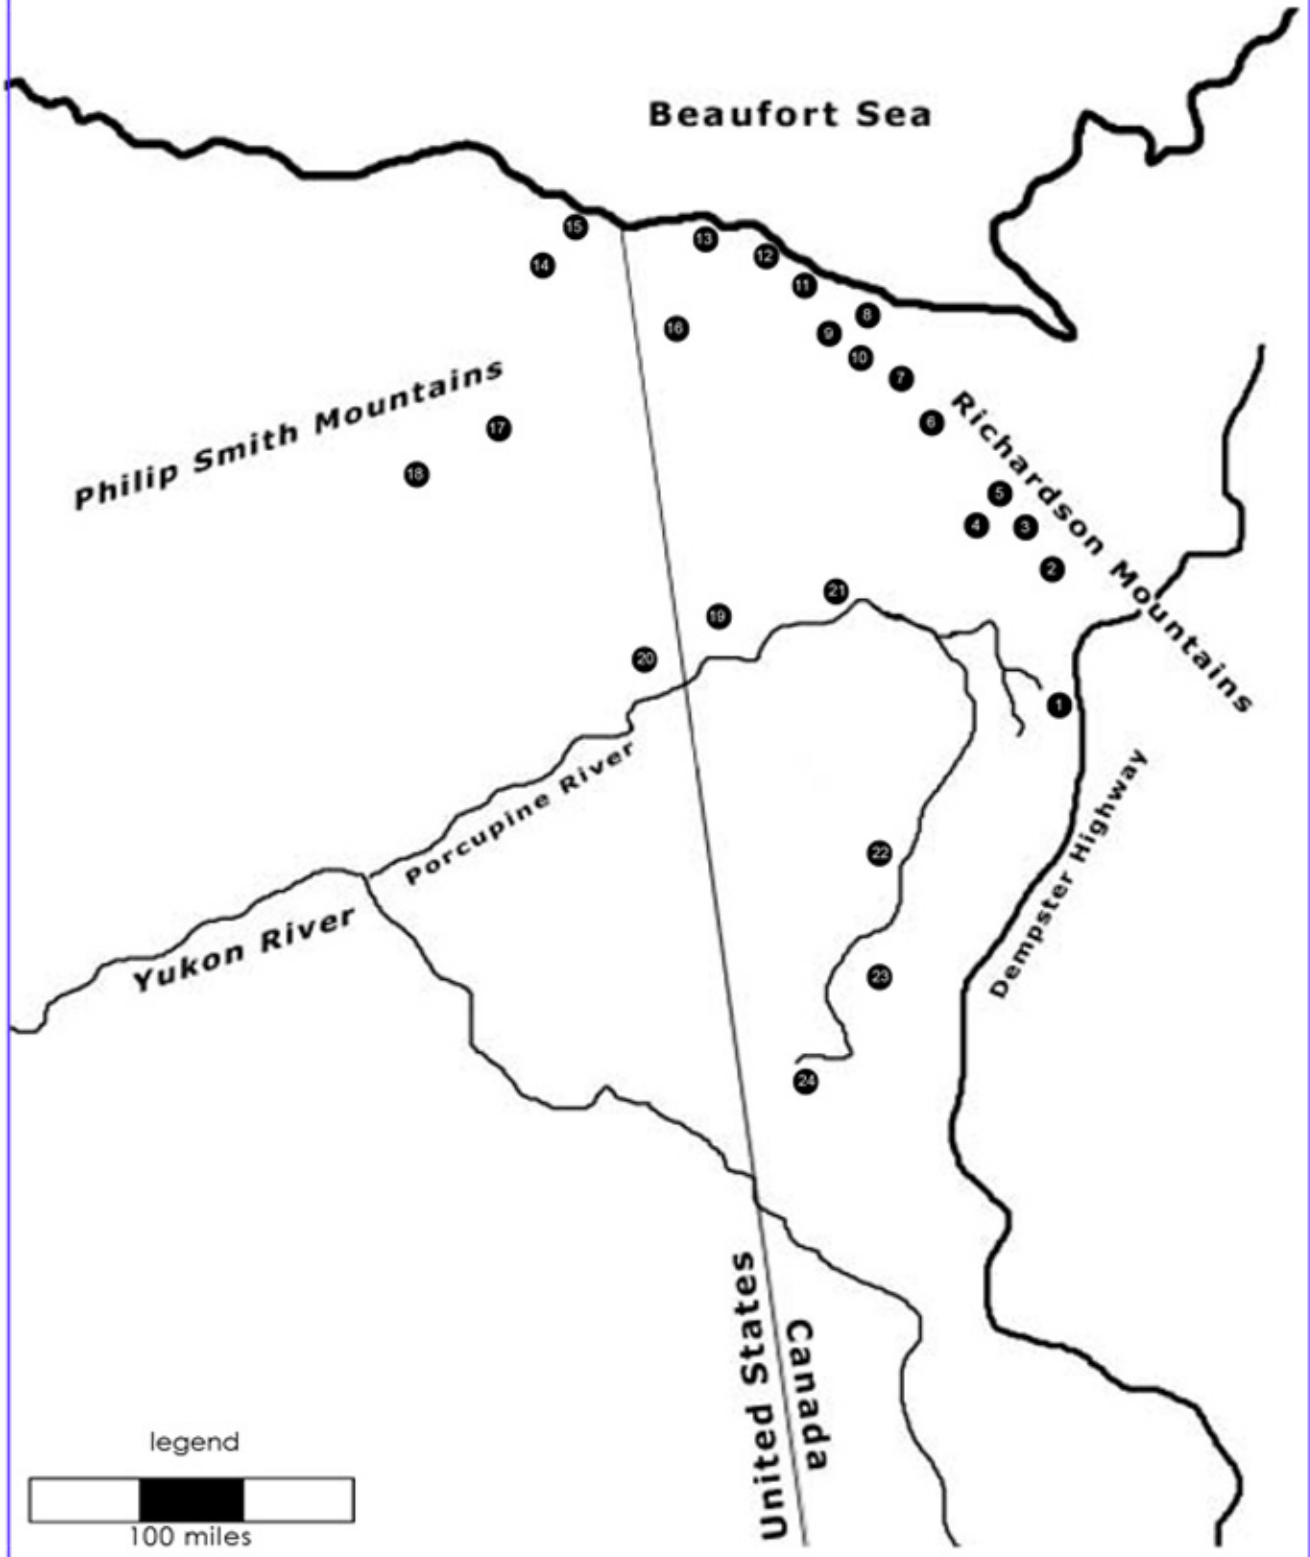 Beaufort Sea
15
13
12
14
11
8
16
9
10
7
Philip Smith Mountains
Richardson Mountains
6
17
18
5
4
3
2
21
19
20
1
Porcupine River
Dempster Highway
22
Yukon River
23
24
United States
Canada
legend
100 miles